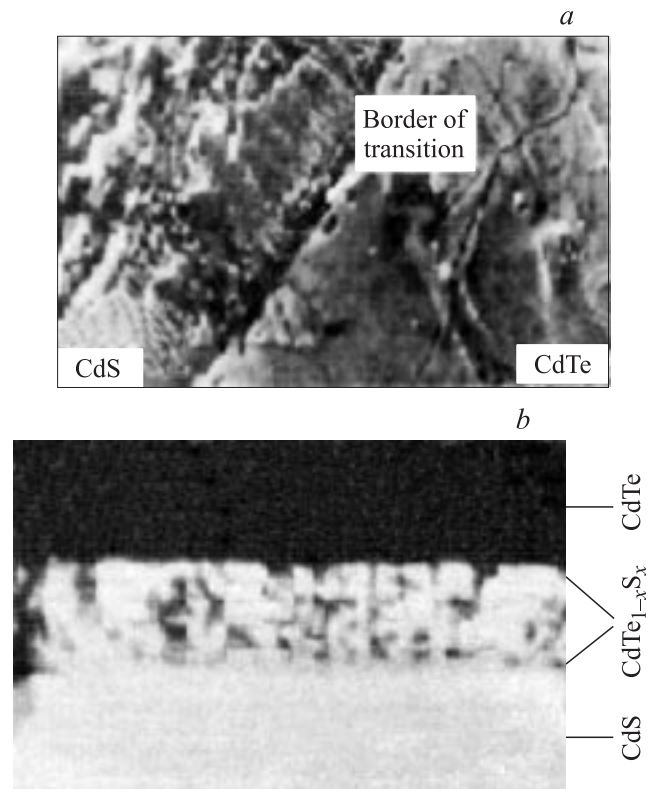 a
Border of
transition
CdS
CdTe
b
CdTe
CdTe₁₋ₓSₓ
CdS